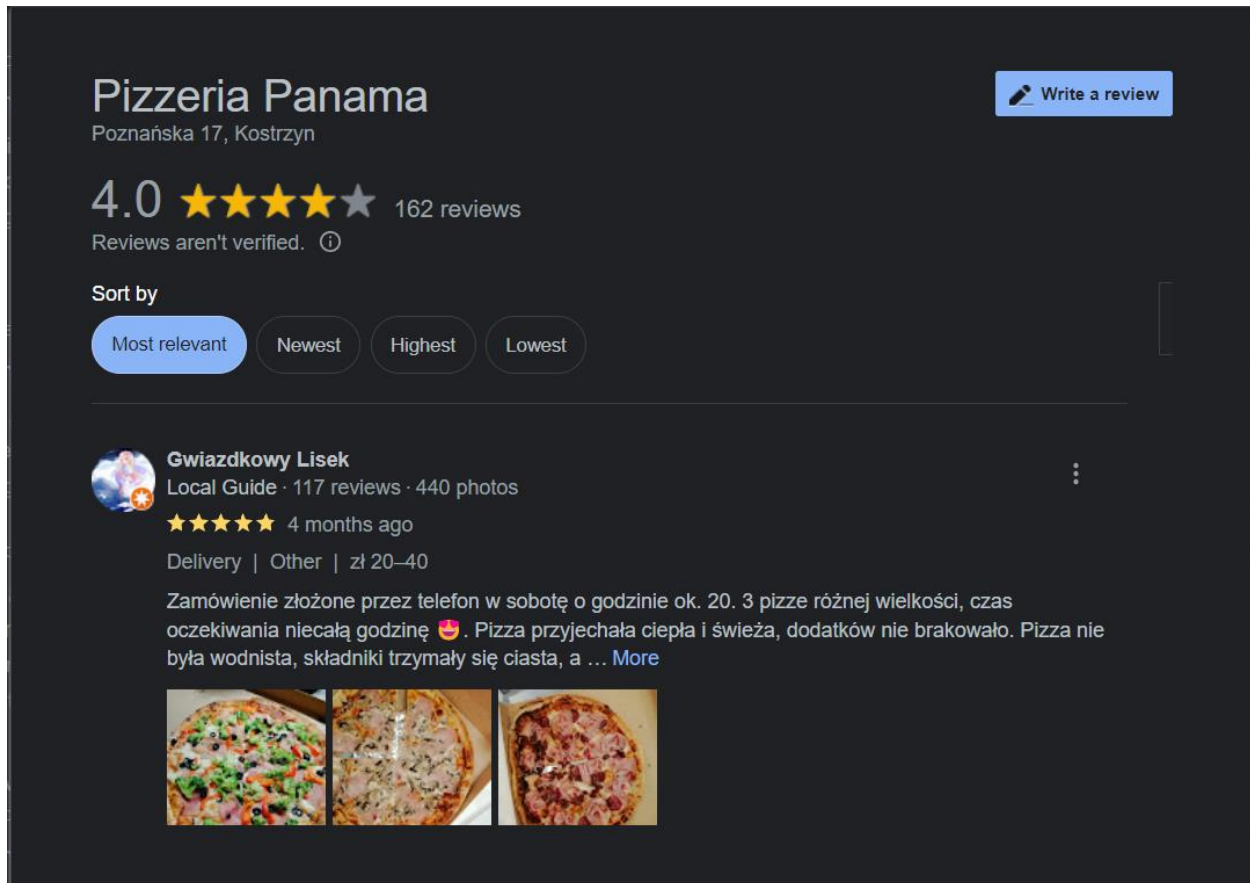 Pizzeria Panama
Write a review
Poznańska 17, Kostrzyn
4.0 162 reviews
Reviews aren't verified.
Sort by
Most relevant Newest Highest Lowest
Gwiazdkowy Lisek
Local Guide · 117 reviews · 440 photos
4 months ago
Delivery | Other | zł 20–40
Zamówienie złożone przez telefon w sobotę o godzinie ok. 20. 3 pizze różnej wielkości, czas
oczekiwania niecałą godzinę 😍. Pizza przyjechała ciepła i świeża, dodatków nie brakowało. Pizza nie
była wodnista, składniki trzymały się ciasta, a … More